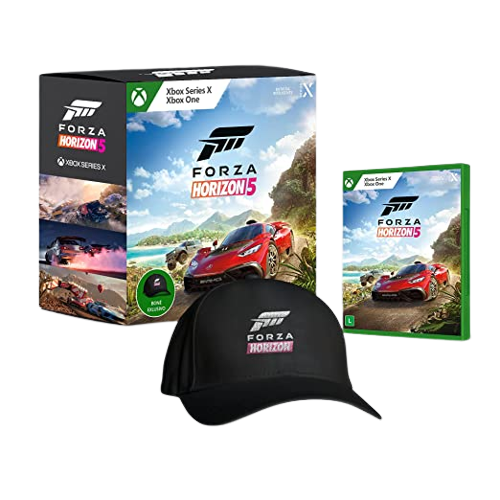 FORZA
HORIZON 5
XBOX SERIES X
Xbox Series X
Xbox One
X
FORZA
HORIZON 5
BONÉ
EXCLUSIVO
FORZA
HORIZON
Xbox Series X
Xbox One
FORZA
HORIZON 5
L